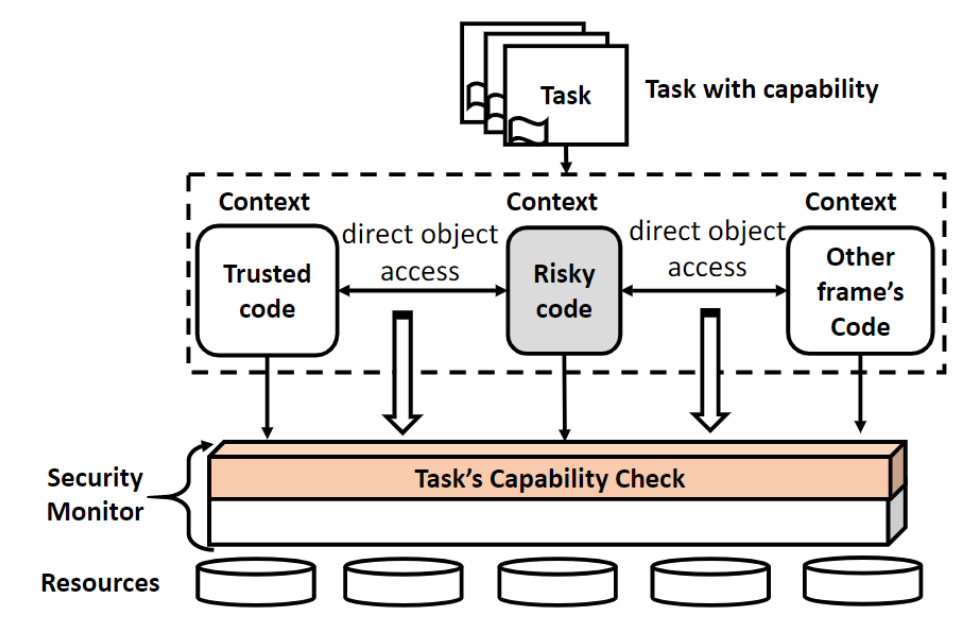 Task
Task with capability
Context
Context
Context
direct object
access
direct object
access
Trusted
code
Risky
code
Other
frame's
Code
Task's Capability Check
Security
Monitor
Resources